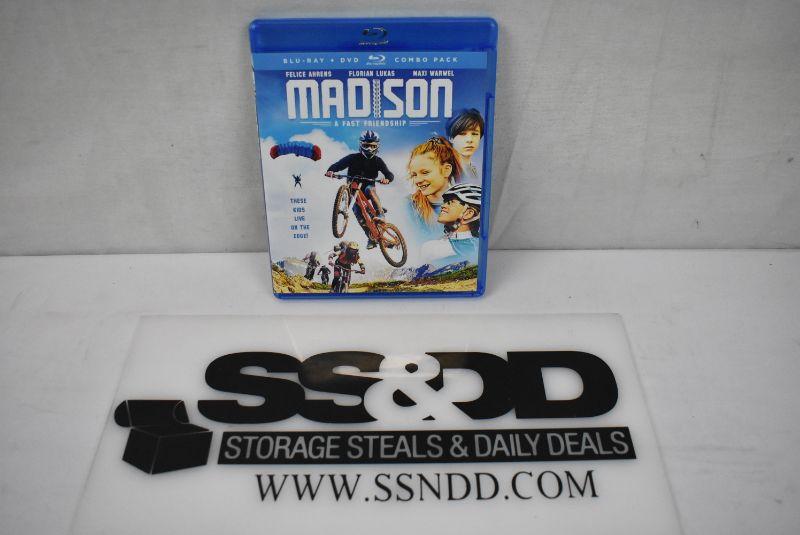 BLU-RAY + DVD COMBO PACK
FELICE AHRENS FLORIAN LUKAS MAXI WARWEL
MADISON
A FAST FRIENDSHIP
THESE
KIDS
LIVE
ON THE
EDGE!
SS&DD
STORAGE STEALS & DAILY DEALS
WWW.SSNDD.COM